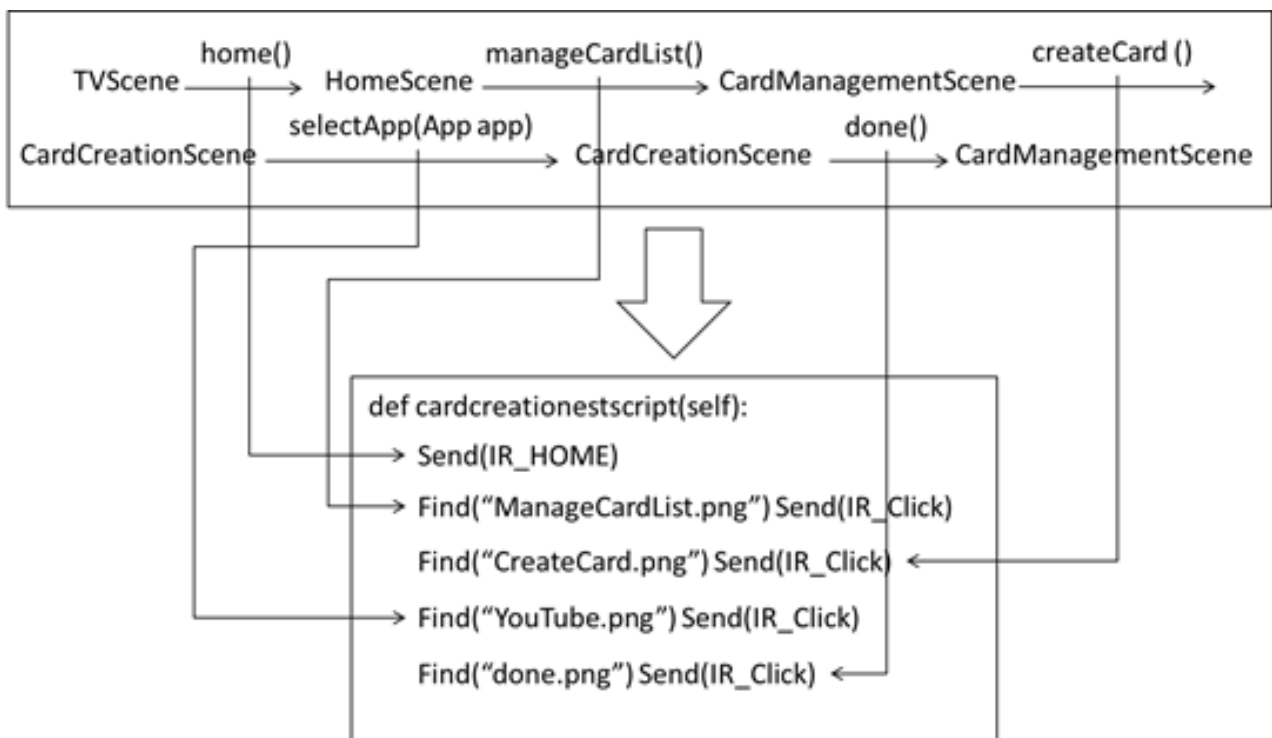 home() manageCardList() createCard ()
TVScene HomeScene CardManagementScene
selectApp(App app) done()
CardCreationScene CardCreationScene CardManagementScene
def cardcreationestscript(self):
Send(IR_HOME)
Find(“ManageCardList.png”) Send(IR_Click)
Find(“CreateCard.png”) Send(IR_Click)
Find(“YouTube.png”) Send(IR_Click)
Find(“done.png”) Send(IR_Click)